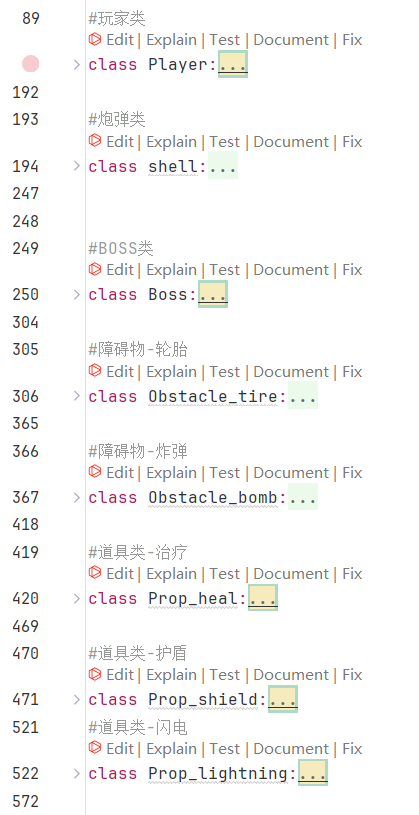 89 #玩家类
Edit | Explain | Test | Document | Fix
class Player:...
192
193 #炮弹类
Edit | Explain | Test | Document | Fix
194 class shell:...
247
248
249 #BOSS类
Edit | Explain | Test | Document | Fix
250 class Boss:...
304
305 #障碍物-轮胎
Edit | Explain | Test | Document | Fix
306 class Obstacle_tire:...
365
366 #障碍物-炸弹
Edit | Explain | Test | Document | Fix
367 class Obstacle_bomb:...
418
419 #道具类-治疗
Edit | Explain | Test | Document | Fix
420 class Prop_heal:...
469
470 #道具类-护盾
Edit | Explain | Test | Document | Fix
471 class Prop_shield:...
521 #道具类-闪电
Edit | Explain | Test | Document | Fix
522 class Prop_lightning:...
572